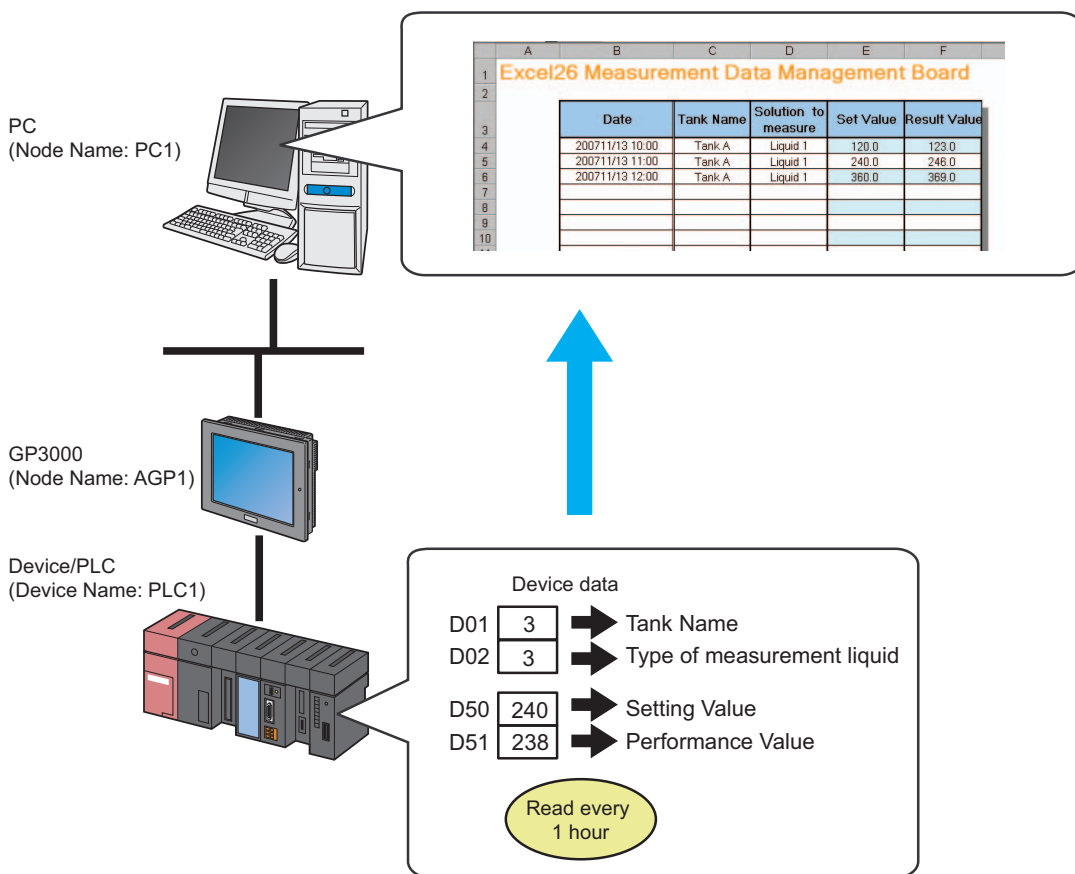 A B C D E F
1 Excel26 Measurement Data Management Board
2
3 Date Tank Name Solution to measure Set Value Result Value
4 200711/13 10:00 Tank A Liquid 1 120.0 123.0
5 200711/13 11:00 Tank A Liquid 1 240.0 246.0
6 200711/13 12:00 Tank A Liquid 1 360.0 369.0
7
8
9
10
PC
(Node Name: PC1)
GP3000
(Node Name: AGP1)
Device/PLC
(Device Name: PLC1)
Device data
D01 3 Tank Name
D02 3 Type of measurement liquid
D50 240 Setting Value
D51 238 Performance Value
Read every
1 hour